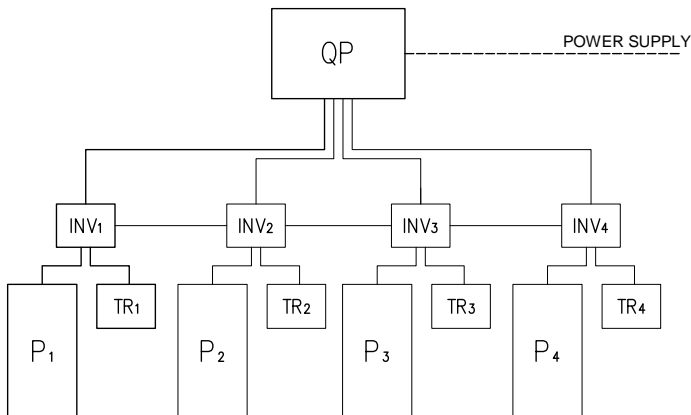 QP
POWER SUPPLY
INV1 INV2 INV3 INV4
TR1 TR2 TR3 TR4
P1 P2 P3 P4